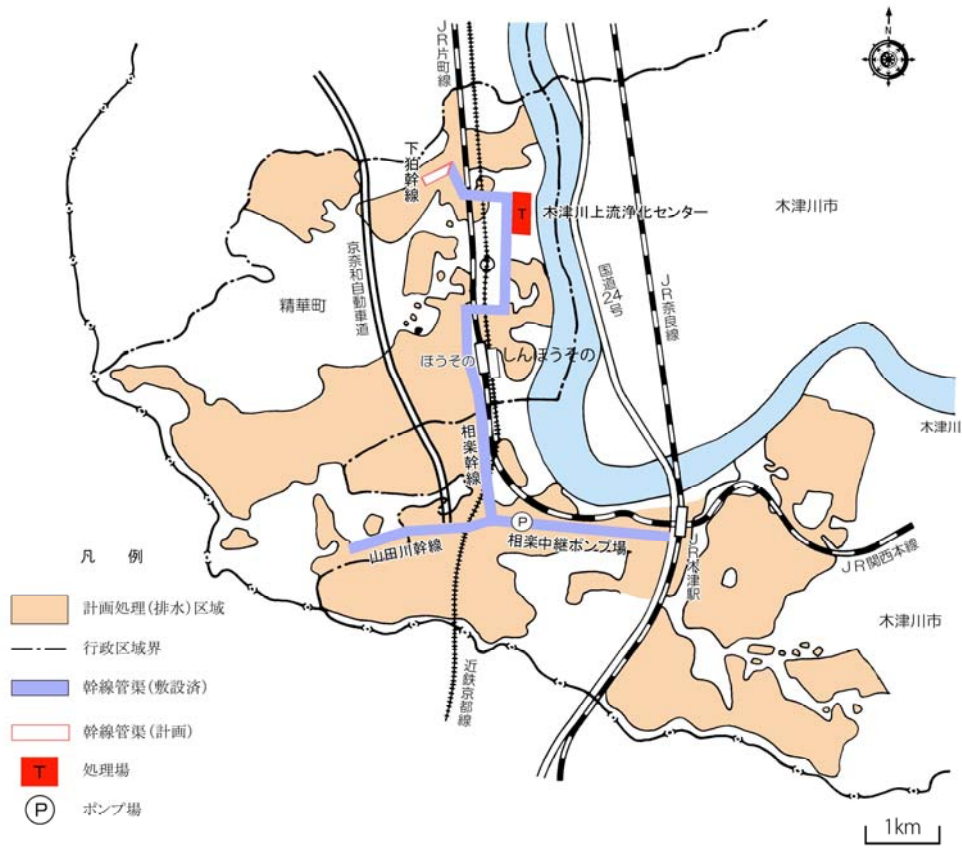 N
JR片町線
下狛幹線
T
木津川上流浄化センター
木津川市
京奈和自動車道
精華町
国道24号
JR奈良線
ほうその
しんほうその
木津川
相楽幹線
P
山田川幹線
相楽中継ポンプ場
JR木津駅
JR関西本線
木津川市
近鉄京都線
凡 例
計画処理(排水)区域
行政区域界
幹線管渠(敷設済)
幹線管渠(計画)
T 処理場
P ポンプ場
1km